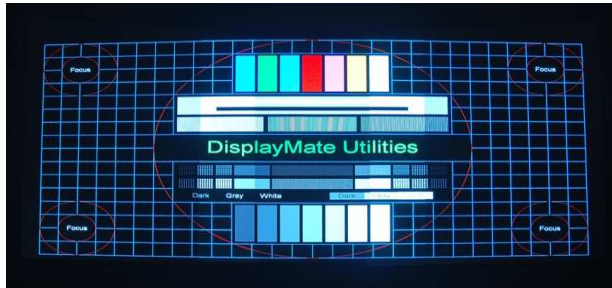 Focus
Focus
DisplayMate Utilities
Dark Gray White
Dark
Focus
Focus